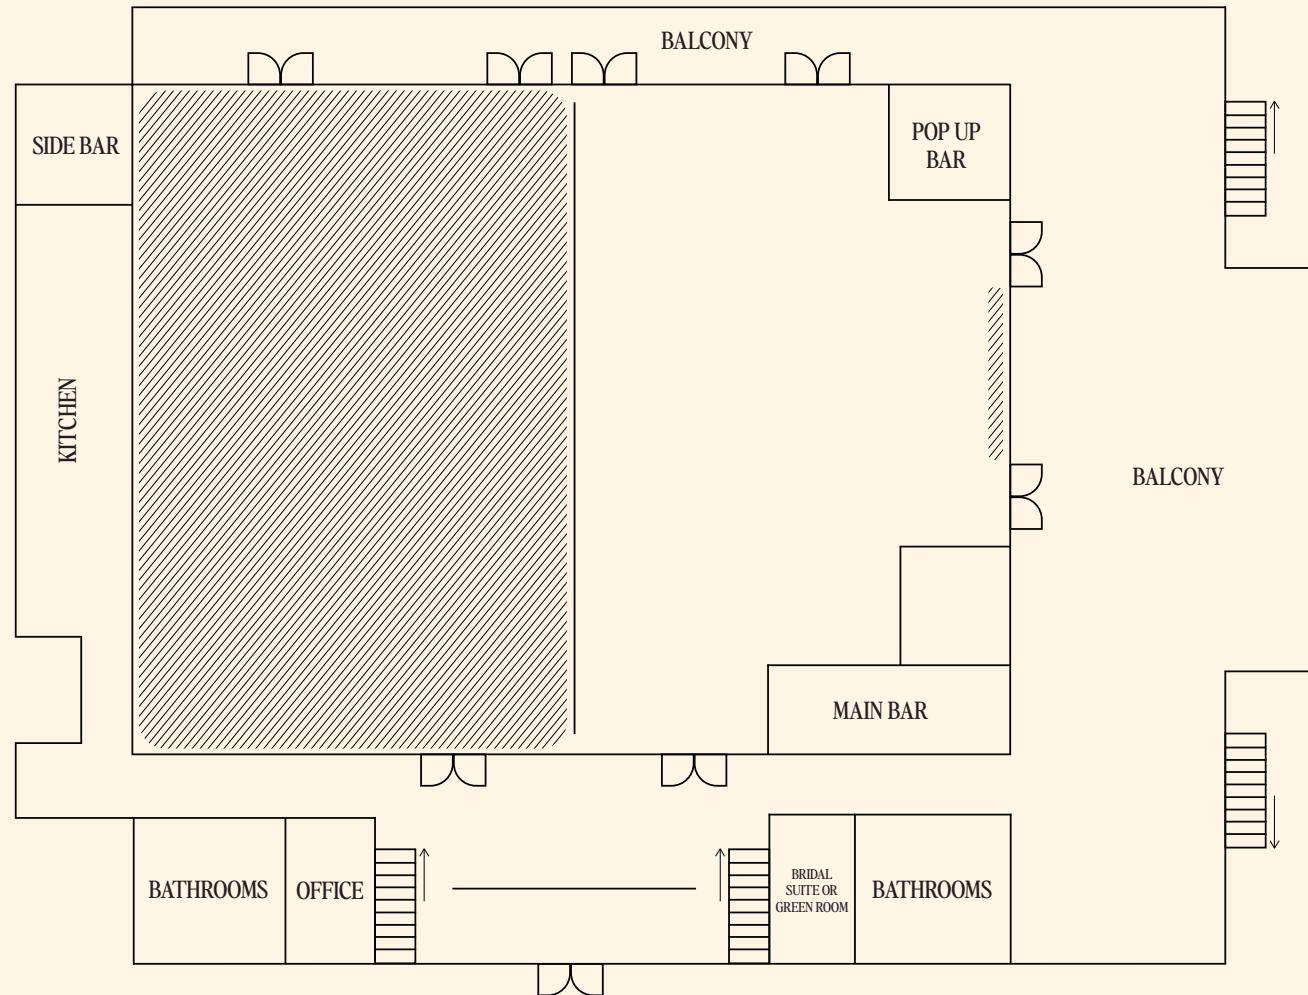 BALCONY
SIDE BAR
POP UP
BAR
KITCHEN
BALCONY
MAIN BAR
BATHROOMS
OFFICE
BRIDAL
SUITE OR
GREEN ROOM
BATHROOMS